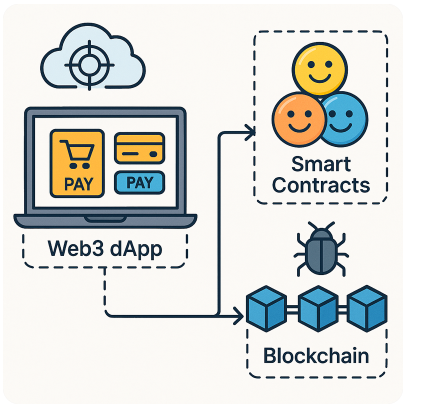 PAY
PAY
Web3 dApp
Smart
Contracts
Blockchain